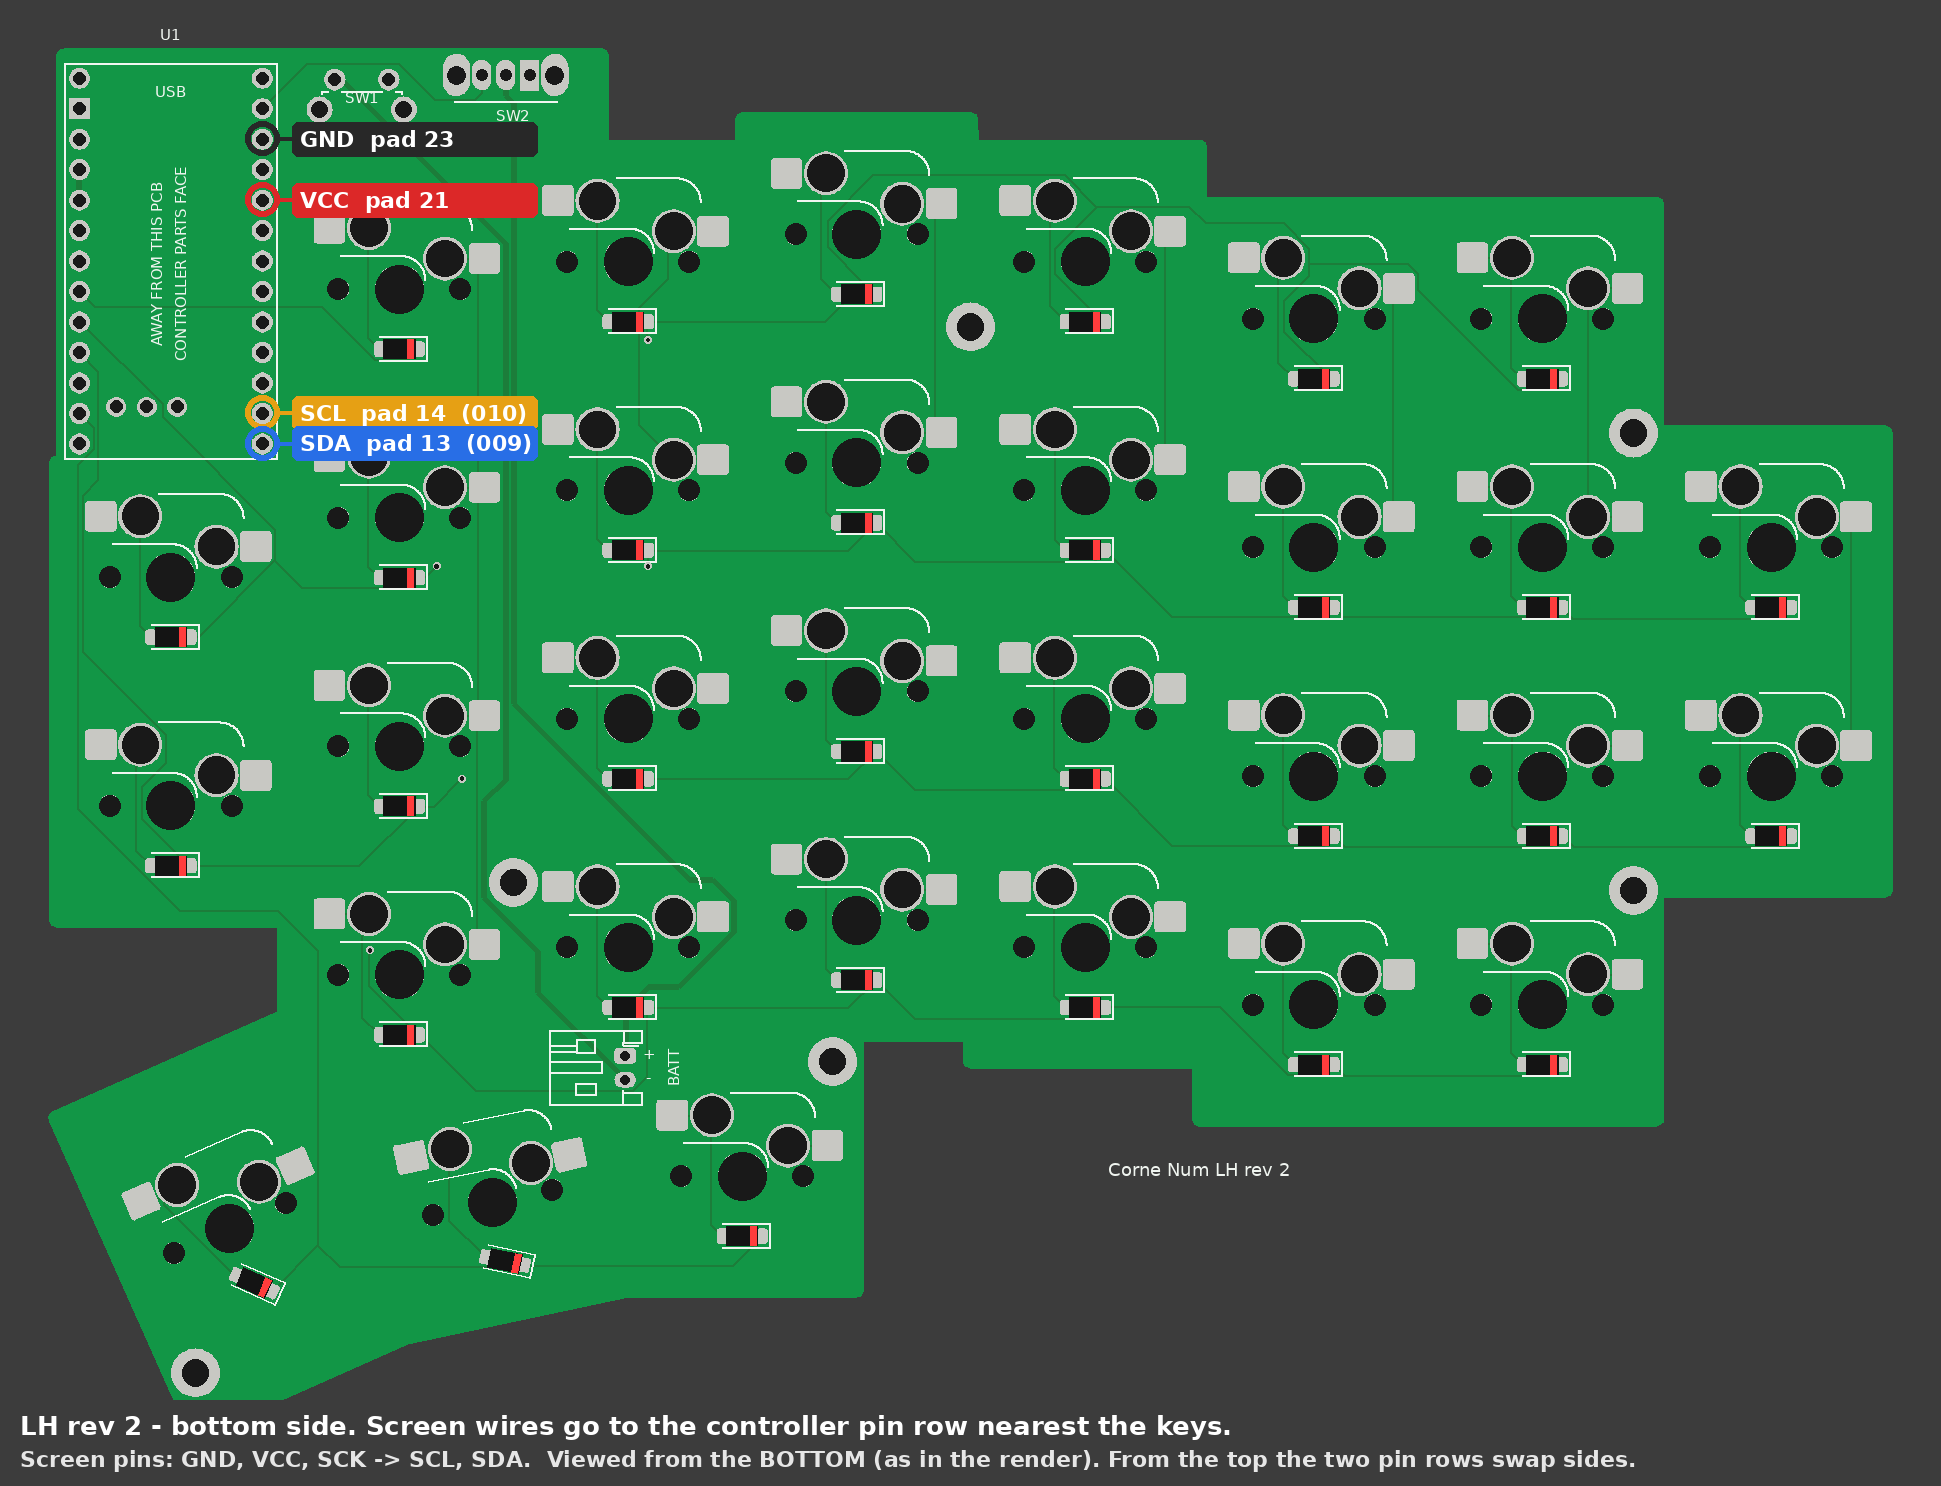 U1
USB
SW1
SW2
GND pad 23
VCC pad 21
AWAY FROM THIS PCB
CONTROLLER PARTS FACE
SCL pad 14 (010)
SDA pad 13 (009)
+
-
BATT
Corne Num LH rev 2
LH rev 2 - bottom side. Screen wires go to the controller pin row nearest the keys.
Screen pins: GND, VCC, SCK -> SCL, SDA. Viewed from the BOTTOM (as in the render). From the top the two pin rows swap sides.